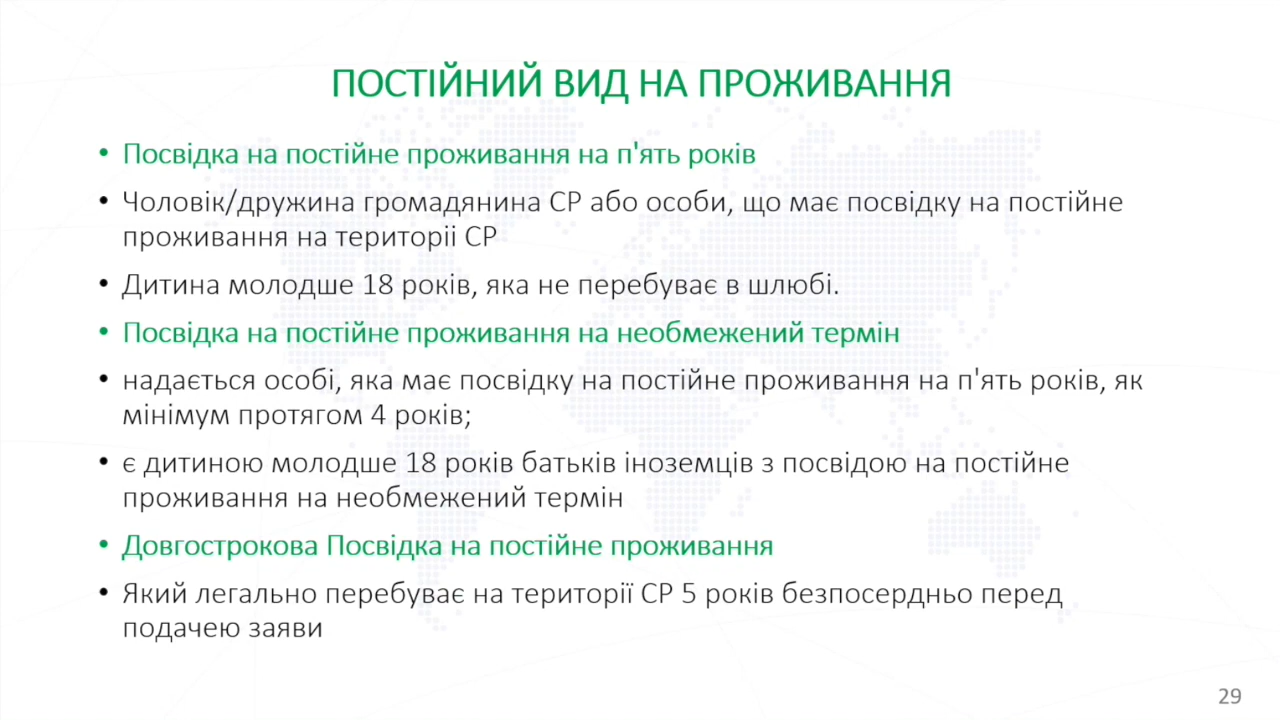 ПОСТІЙНИЙ ВИД НА ПРОЖИВАННЯ
• Посвідка на постійне проживання на п'ять років
• Чоловік/дружина громадянина СР або особи, що має посвідку на постійне
проживання на території СР
• Дитина молодше 18 років, яка не перебуває в шлюбі.
• Посвідка на постійне проживання на необмежений термін
• надається особі, яка має посвідку на постійне проживання на п'ять років, як
мінімум протягом 4 років;
• є дитиною молодше 18 років батьків іноземців з посвідою на постійне
проживання на необмежений термін
• Довгострокова Посвідка на постійне проживання
• Який легально перебуває на території СР 5 років безпосердньо перед
подачею заяви
29